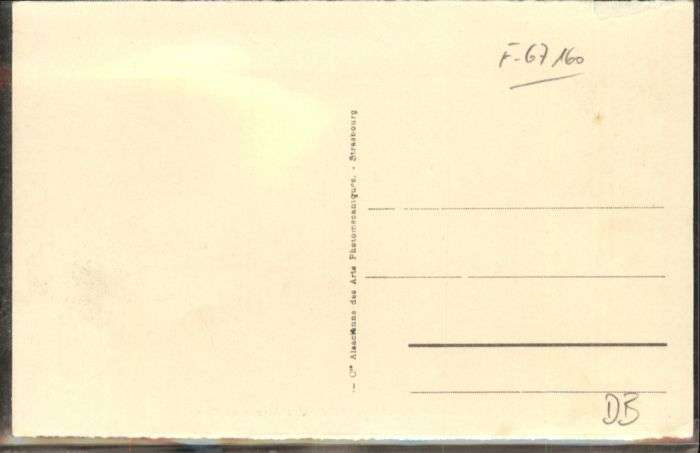 F-67160
— Cie Alsacienne des Arts Photomécaniques. - Strasbourg
DB